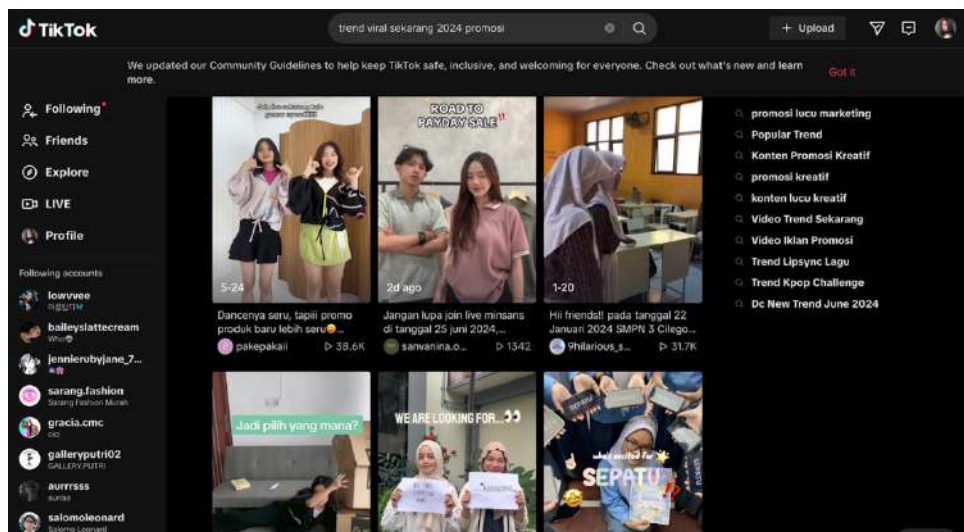 TikTok
trend viral sekarang 2024 promosi
+ Upload
We updated our Community Guidelines to help keep TikTok safe, inclusive, and welcoming for everyone. Check out what's new and learn
more.
Got it
Following
Friends
Explore
LIVE
Profile
Following accounts
lowvvee
baileyslattecream
Who
jennierubyjane_7...
sarang.fashion
Sarang Fashion Murah
gracia.cmc
cici
galleryputri02
GALLERY.PUTRI
aurrrsss
aurras
salomoleonard
Salomo Leonard
5-24
Dancenya seru, tapiii promo
produk baru lebih seru😄...
pakepakaii
38.6K
ROAD TO
PAYDAY SALE‼
2d ago
Jangan lupa join live minsans
di tanggal 25 juni 2024,...
sanvanina.o...
1342
1-20
Hii friends!! pada tanggal 22
Januari 2024 SMPN 3 Cilego...
9hilarious_s...
31.7K
Jadi pilih yang mana?
WE ARE LOOKING FOR...👀
who's excited for
SEPATU⁉
promosi lucu marketing
Popular Trend
Konten Promosi Kreatif
promosi kreatif
konten lucu kreatif
Video Trend Sekarang
Video Iklan Promosi
Trend Lipsync Lagu
Trend Kpop Challenge
Dc New Trend June 2024